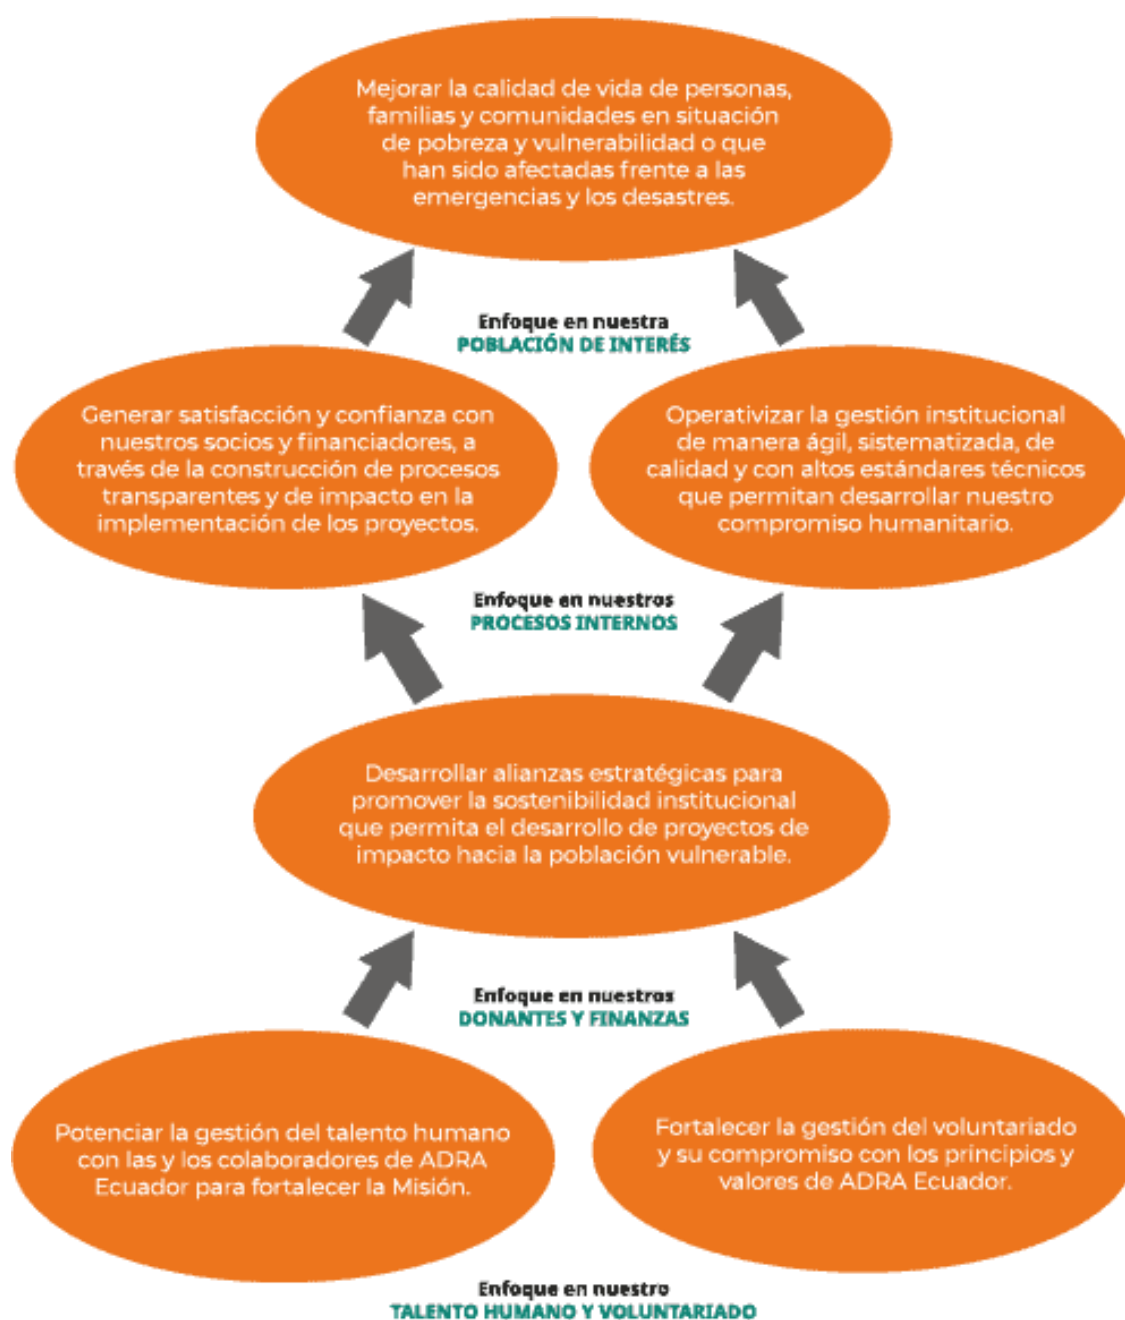 Mejorar la calidad de vida de personas,
familias y comunidades en situación
de pobreza y vulnerabilidad o que
han sido afectadas frente a las
emergencias y los desastres.
Enfoque en nuestra
POBLACIÓN DE INTERÉS
Generar satisfacción y confianza con
nuestros socios y financiadores, a
través de la construcción de procesos
transparentes y de impacto en la
implementación de los proyectos.
Operativizar la gestión institucional
de manera ágil, sistematizada, de
calidad y con altos estándares técnicos
que permitan desarrollar nuestro
compromiso humanitario.
Enfoque en nuestros
PROCESOS INTERNOS
Desarrollar alianzas estratégicas para
promover la sostenibilidad institucional
que permita el desarrollo de proyectos de
impacto hacia la población vulnerable.
Enfoque en nuestros
DONANTES Y FINANZAS
Potenciar la gestión del talento humano
con las y los colaboradores de ADRA
Ecuador para fortalecer la Misión.
Fortalecer la gestión del voluntariado
y su compromiso con los principios y
valores de ADRA Ecuador.
Enfoque en nuestro
TALENTO HUMANO Y VOLUNTARIADO